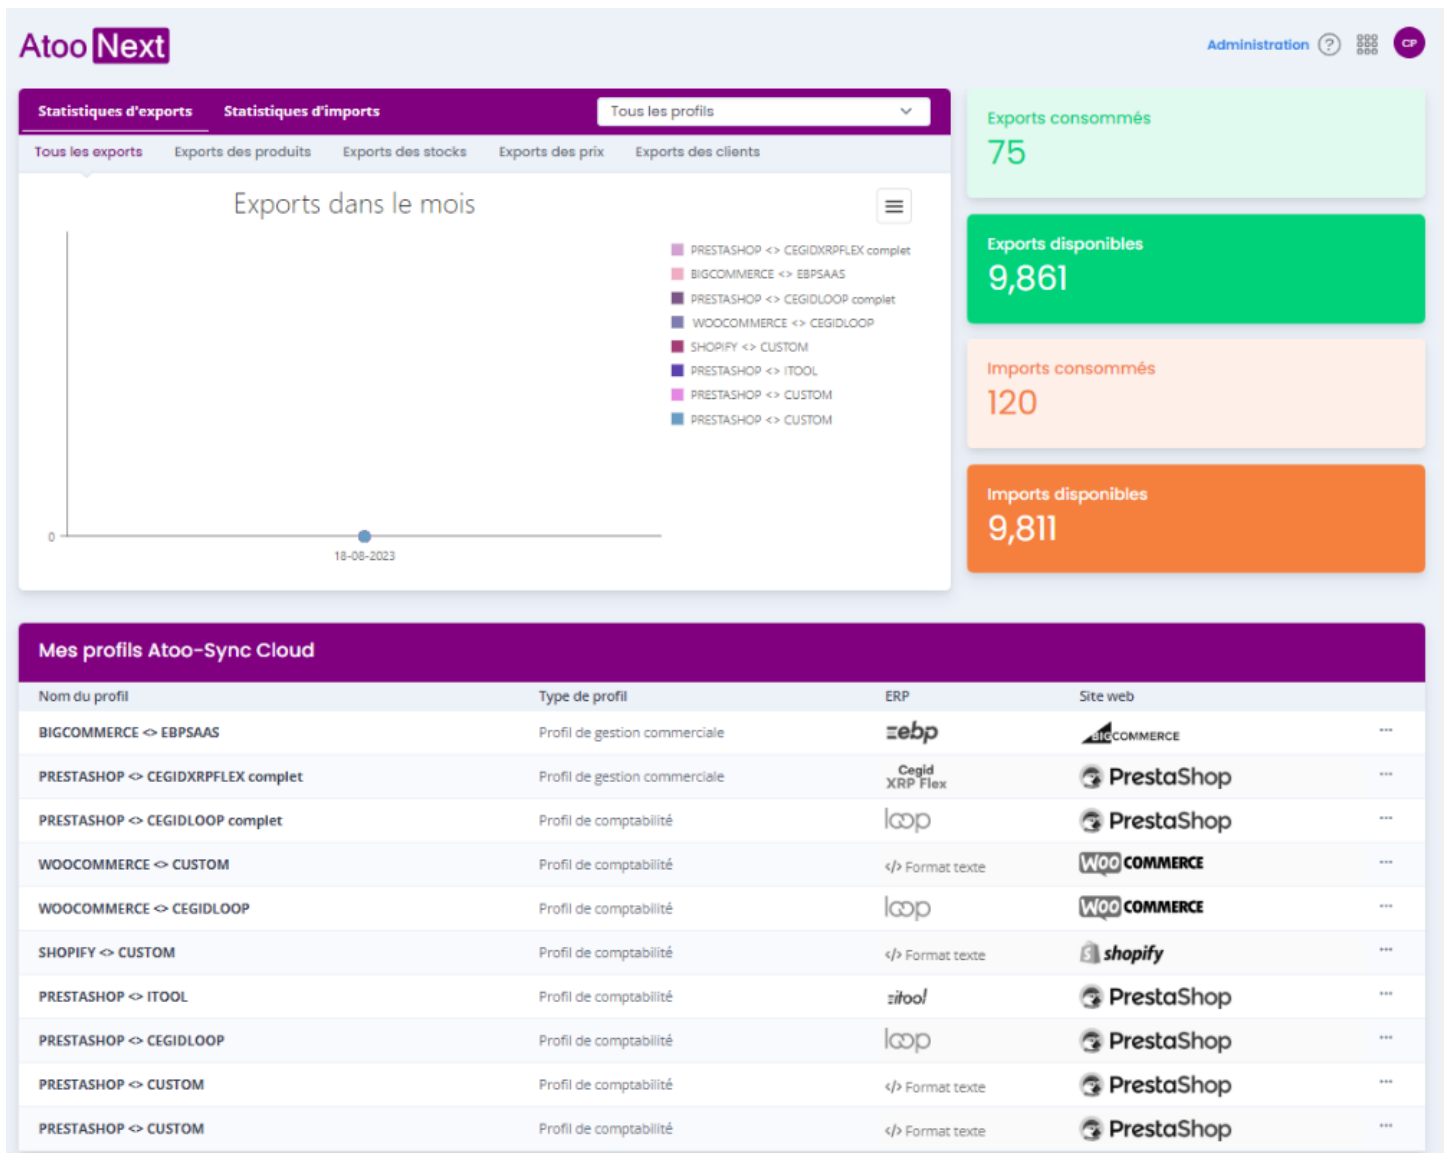 Atoo Next
Administration ? CP
Statistiques d'exports Statistiques d'imports Tous les profils
Tous les exports Exports des produits Exports des stocks Exports des prix Exports des clients
Exports dans le mois
PRESTASHOP <> CEGIDXRPFLEX complet
BIGCOMMERCE <> EBPSAAS
PRESTASHOP <> CEGIDLOOP complet
WOOCOMMERCE <> CEGIDLOOP
SHOPIFY <> CUSTOM
PRESTASHOP <> ITOOL
PRESTASHOP <> CUSTOM
PRESTASHOP <> CUSTOM
0
18-08-2023
Exports consommés
75
Exports disponibles
9,861
Imports consommés
120
Imports disponibles
9,811
Mes profils Atoo-Sync Cloud
Nom du profil Type de profil ERP Site web
BIGCOMMERCE <> EBPSAAS Profil de gestion commerciale ebp BIGCOMMERCE ...
PRESTASHOP <> CEGIDXRPFLEX complet Profil de gestion commerciale Cegid XRP Flex PrestaShop ...
PRESTASHOP <> CEGIDLOOP complet Profil de comptabilité loop PrestaShop ...
WOOCOMMERCE <> CUSTOM Profil de comptabilité </> Format texte WOO COMMERCE ...
WOOCOMMERCE <> CEGIDLOOP Profil de comptabilité loop WOO COMMERCE ...
SHOPIFY <> CUSTOM Profil de comptabilité </> Format texte shopify ...
PRESTASHOP <> ITOOL Profil de comptabilité itool PrestaShop ...
PRESTASHOP <> CEGIDLOOP Profil de comptabilité loop PrestaShop ...
PRESTASHOP <> CUSTOM Profil de comptabilité </> Format texte PrestaShop ...
PRESTASHOP <> CUSTOM Profil de comptabilité </> Format texte PrestaShop ...